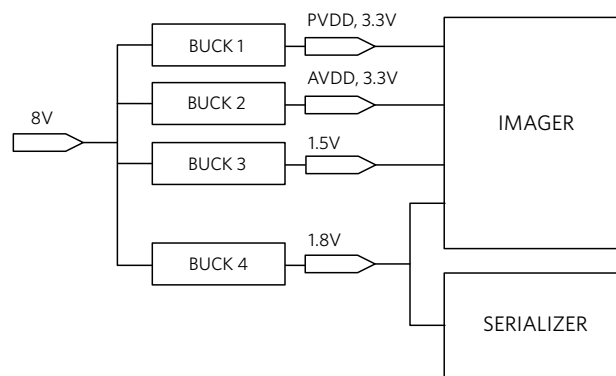 PVDD, 3.3V
BUCK 1
AVDD, 3.3V
BUCK 2
IMAGER
8V
1.5V
BUCK 3
1.8V
BUCK 4
SERIALIZER